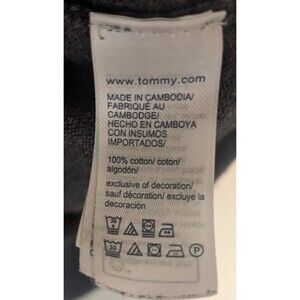 www.tommy.com
MADE IN CAMBODIA/
FABRIQUÉ AU
CAMBODGE/
HECHO EN CAMBOYA
CON INSUMOS
IMPORTADOS/
100% cotton/ coton/
algodón/
exclusive of decoration/
sauf décoration/ excluye la
decoración